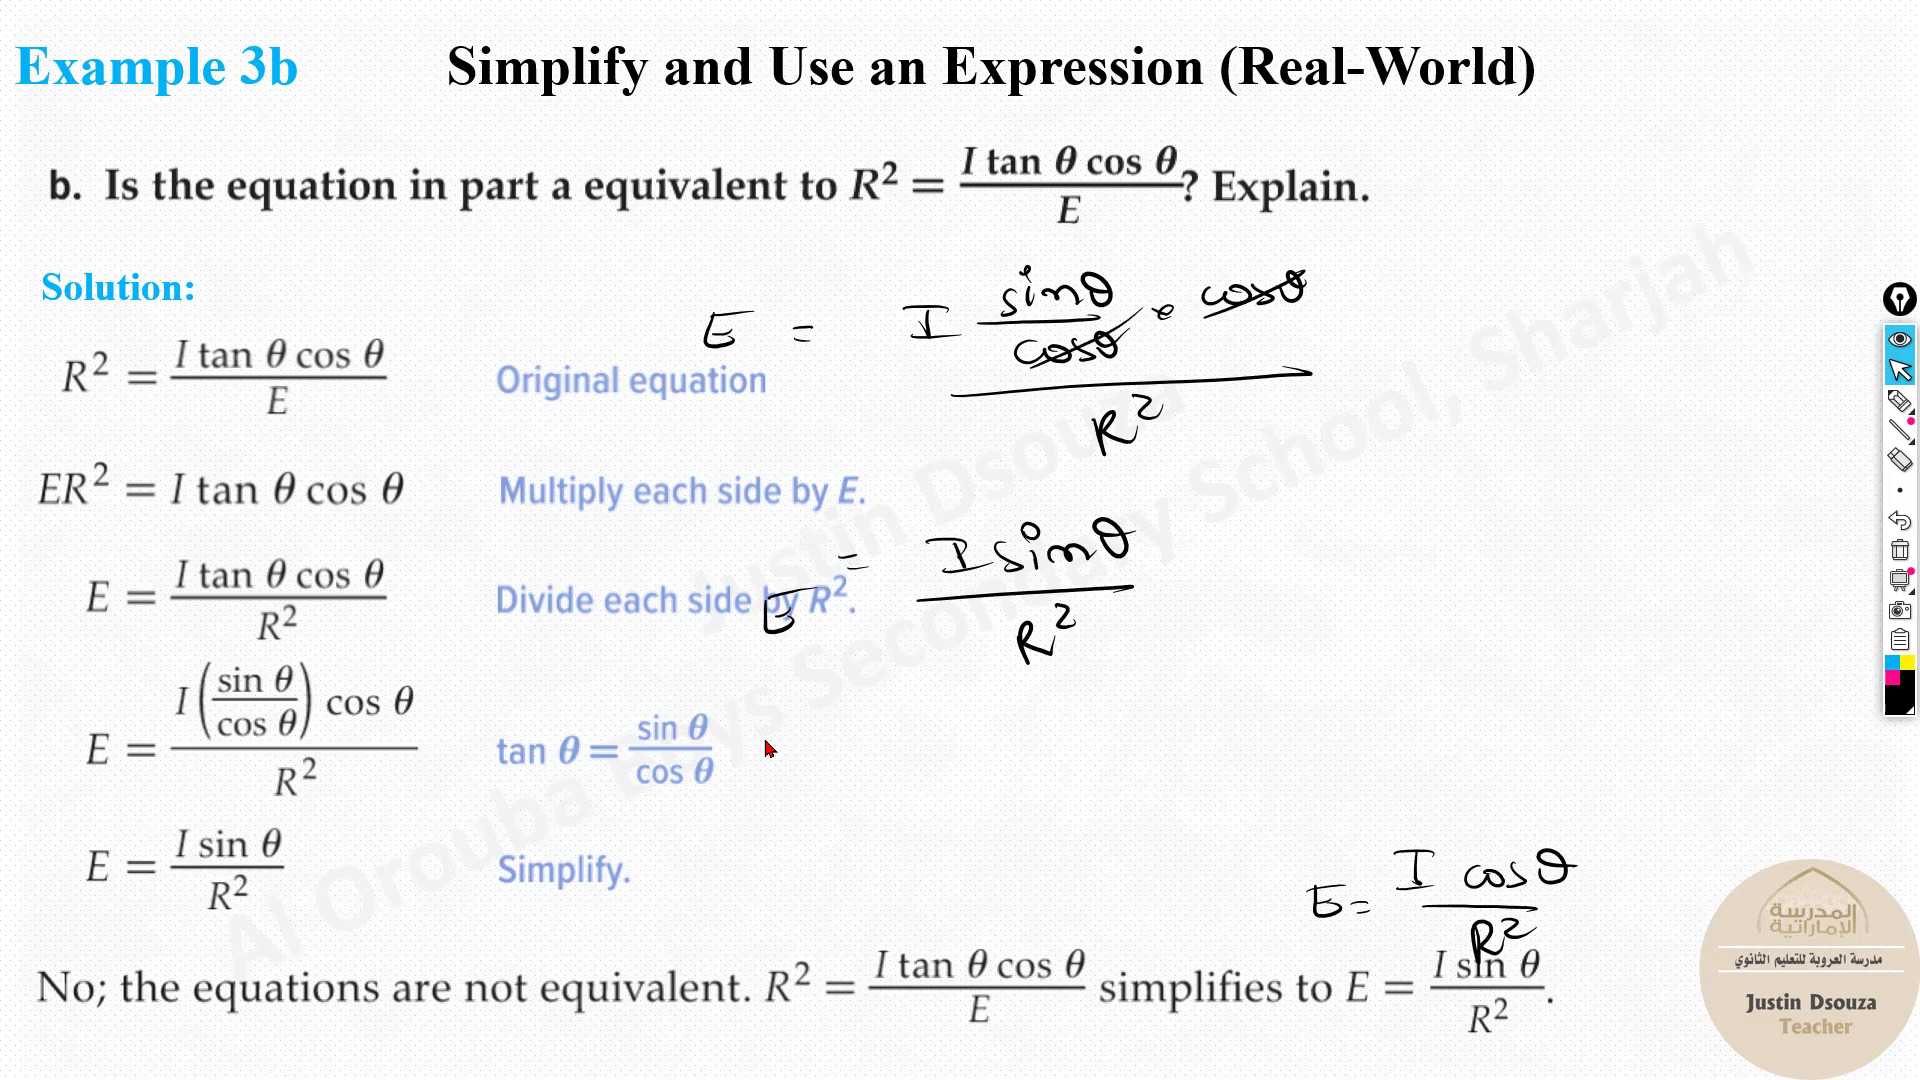 Example 3b Simplify and Use an Expression (Real-World)
b. Is the equation in part a equivalent to R² = (I tan θ cos θ)/E? Explain.
Solution:
E = (I (sinθ/cosθ) · cosθ)/R²
R² = (I tan θ cos θ)/E Original equation
ER² = I tan θ cos θ Multiply each side by E.
E = (I sinθ)/R²
E = (I tan θ cos θ)/R² Divide each side by R².
E = (I (sin θ/cos θ) cos θ)/R² tan θ = sin θ/cos θ
E = (I sin θ)/R² Simplify.
E = (I cosθ)/R²
No; the equations are not equivalent. R² = (I tan θ cos θ)/E simplifies to E = (I sin θ)/R².
Justin Dsouza
Al Orouba Boys Secondary School, Sharjah
المدرسة
الإماراتية
مدرسة العروبة للتعليم الثانوي
Justin Dsouza
Teacher